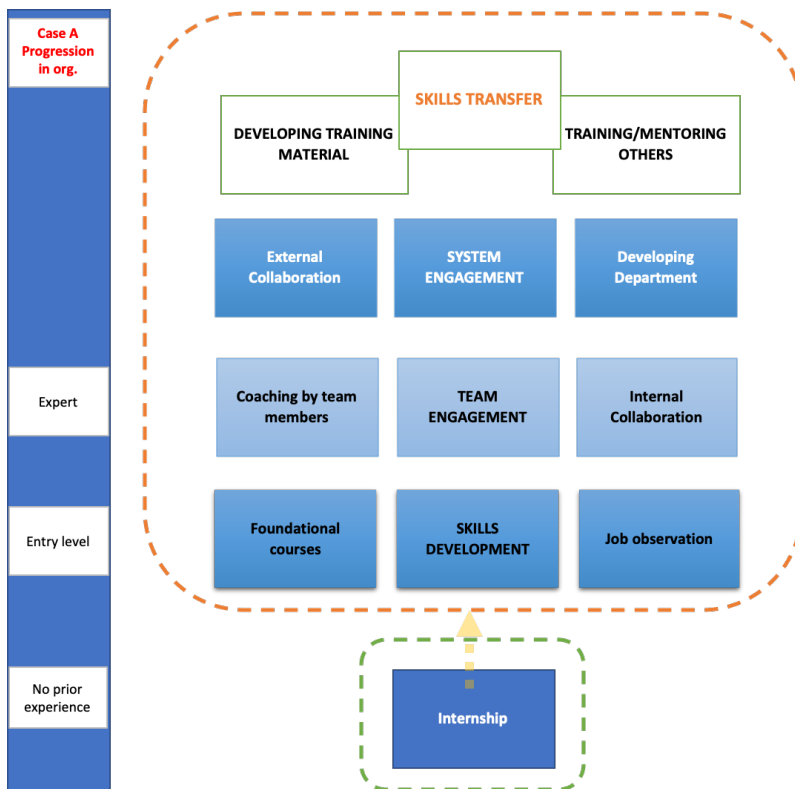 Case A
Progression
in org.
SKILLS TRANSFER
DEVELOPING TRAINING
MATERIAL
TRAINING/MENTORING
OTHERS
External
Collaboration
SYSTEM
ENGAGEMENT
Developing
Department
Expert
Coaching by team
members
TEAM
ENGAGEMENT
Internal
Collaboration
Entry level
Foundational
courses
SKILLS
DEVELOPMENT
Job observation
No prior
experience
Internship